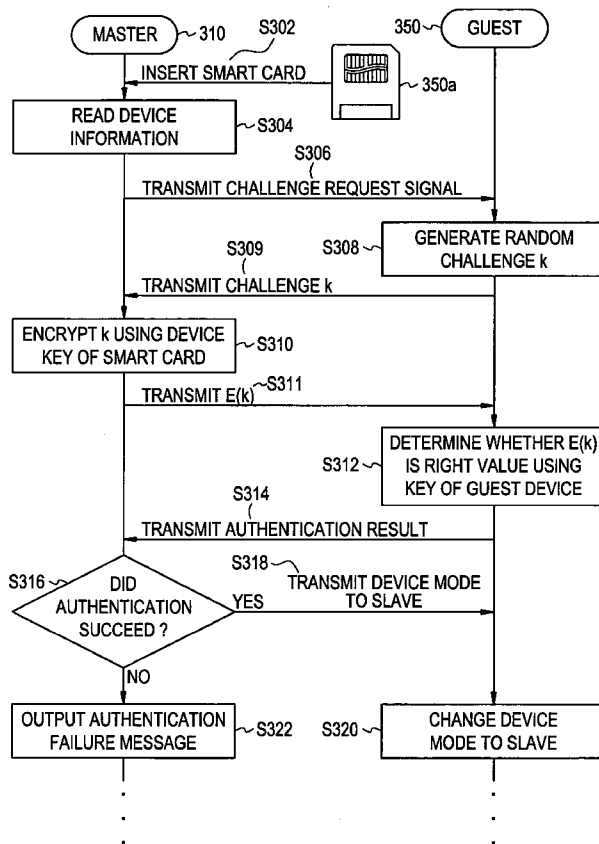 MASTER
310
S302
350
GUEST
INSERT SMART CARD
350a
READ DEVICE
INFORMATION
S304
S306
TRANSMIT CHALLENGE REQUEST SIGNAL
S308
GENERATE RANDOM
CHALLENGE k
S309
TRANSMIT CHALLENGE k
ENCRYPT k USING DEVICE
KEY OF SMART CARD
S310
TRANSMIT E(k)
S311
S312
DETERMINE WHETHER E(k)
IS RIGHT VALUE USING
KEY OF GUEST DEVICE
S314
TRANSMIT AUTHENTICATION RESULT
S316
DID
AUTHENTICATION
SUCCEED ?
S318
TRANSMIT DEVICE MODE
TO SLAVE
YES
NO
OUTPUT AUTHENTICATION
FAILURE MESSAGE
S322
S320
CHANGE DEVICE
MODE TO SLAVE